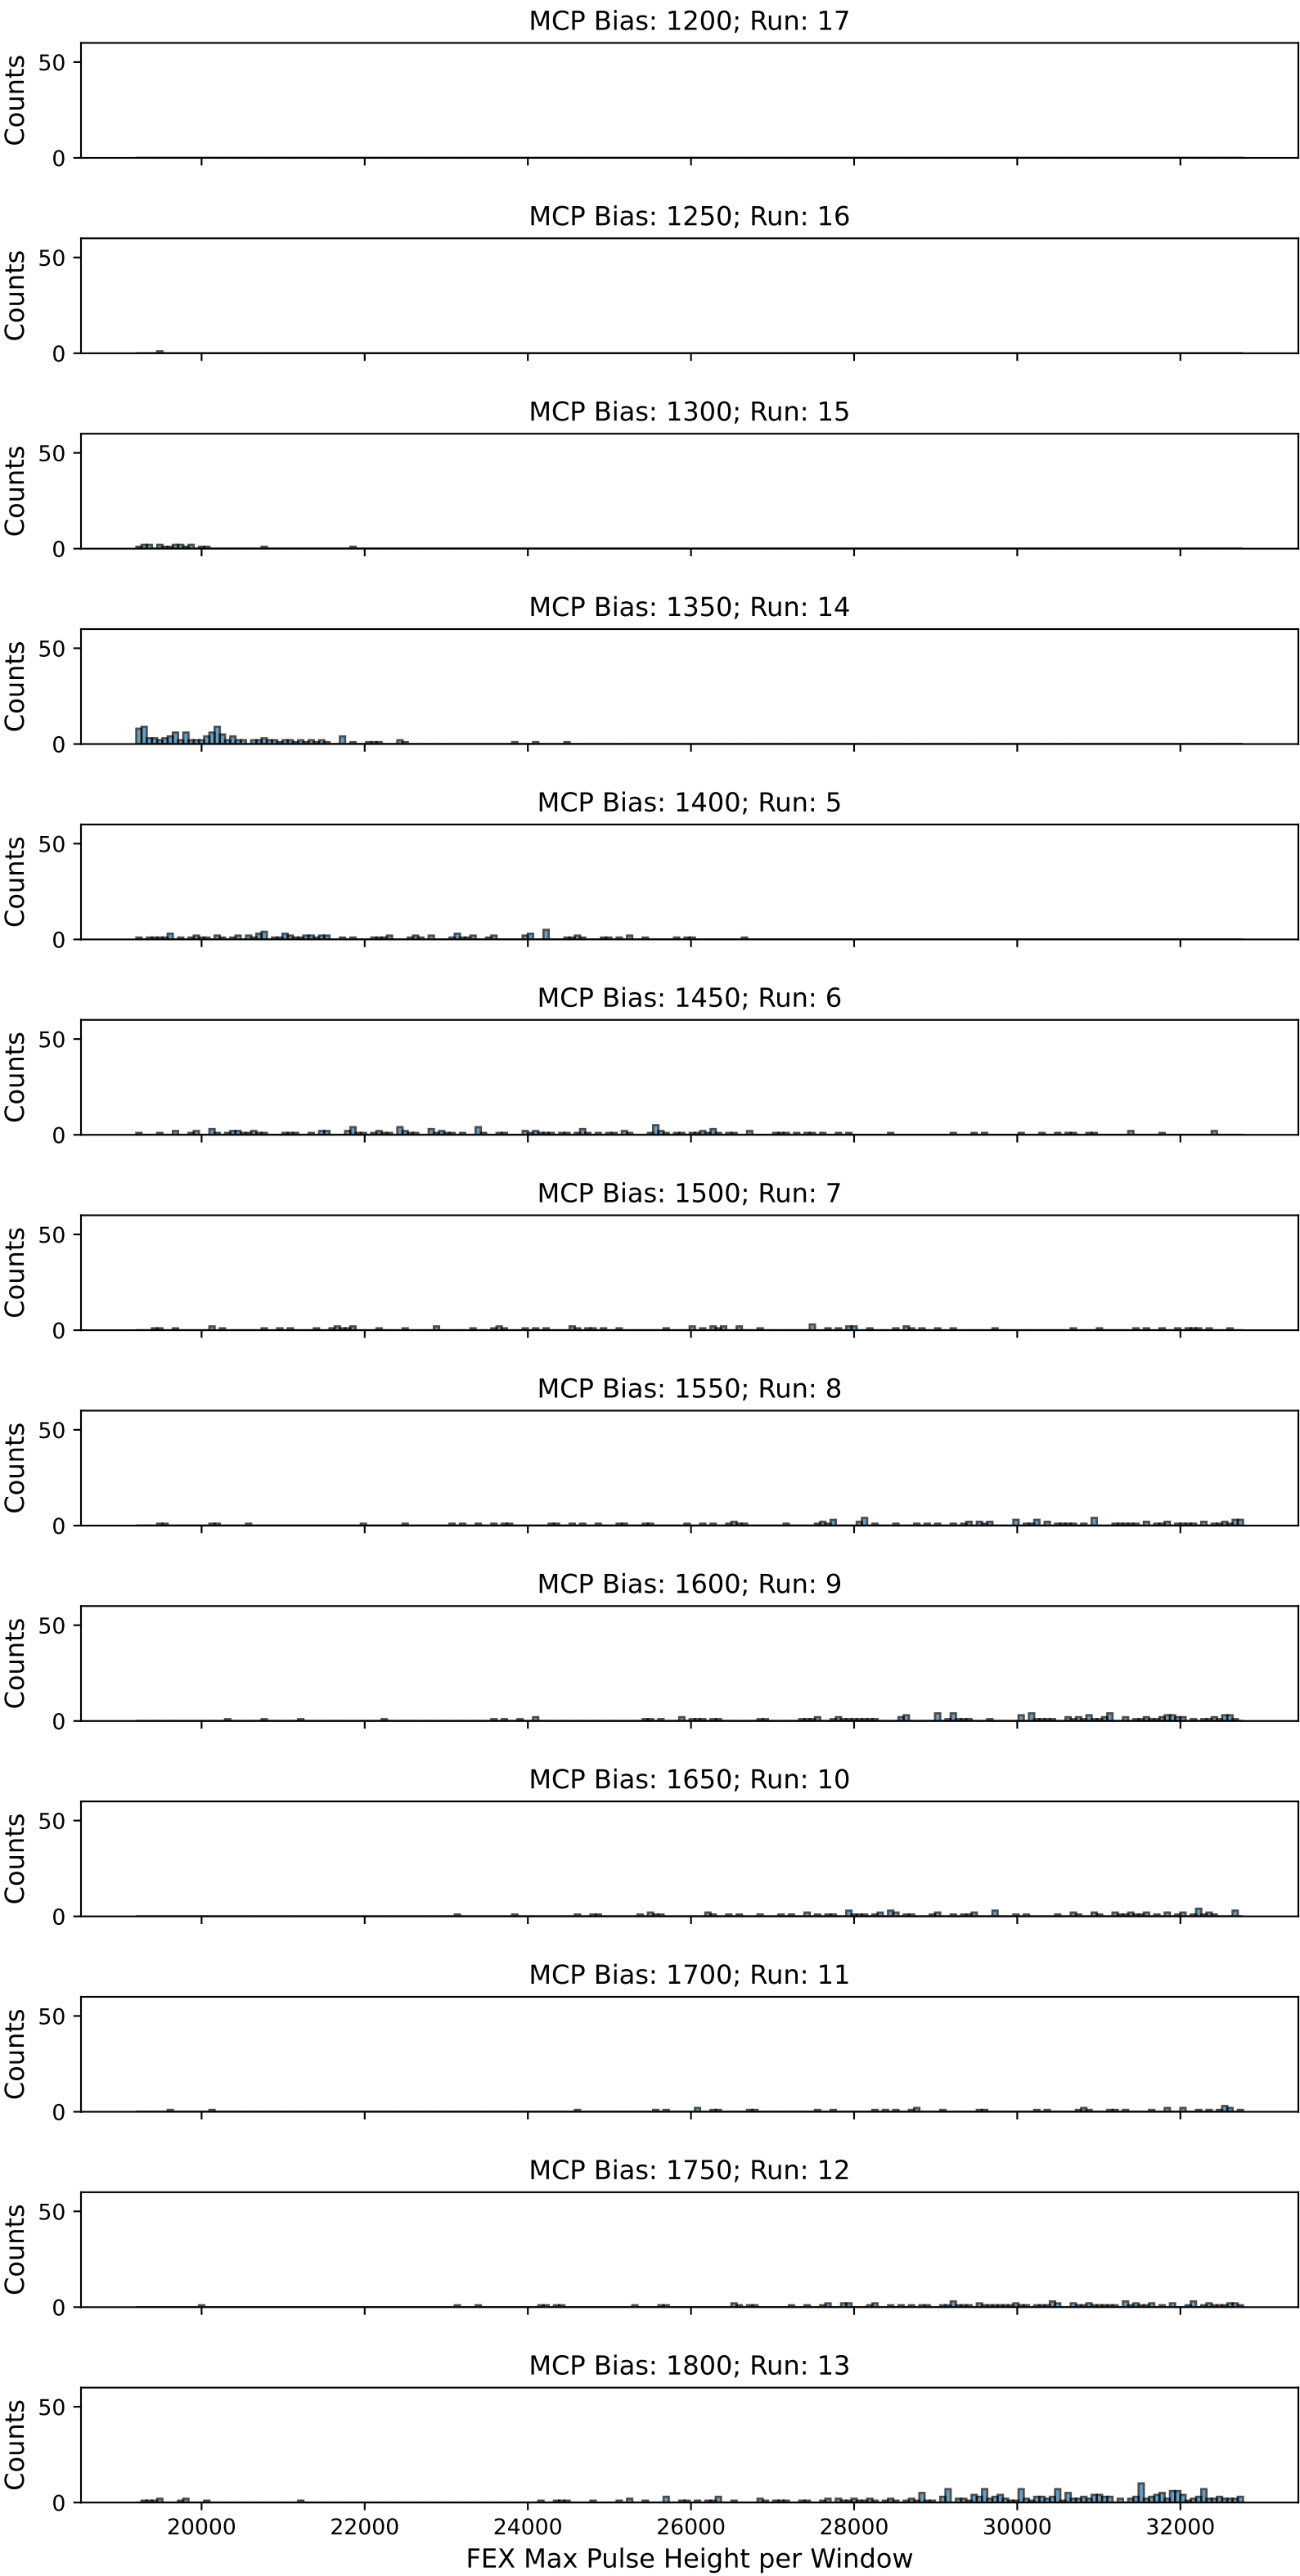 MCP Bias: 1200; Run: 17
50
Counts
0
MCP Bias: 1250; Run: 16
50
Counts
0
MCP Bias: 1300; Run: 15
50
Counts
0
MCP Bias: 1350; Run: 14
50
Counts
0
MCP Bias: 1400; Run: 5
50
Counts
0
MCP Bias: 1450; Run: 6
50
Counts
0
MCP Bias: 1500; Run: 7
50
Counts
0
MCP Bias: 1550; Run: 8
50
Counts
0
MCP Bias: 1600; Run: 9
50
Counts
0
MCP Bias: 1650; Run: 10
50
Counts
0
MCP Bias: 1700; Run: 11
50
Counts
0
MCP Bias: 1750; Run: 12
50
Counts
0
MCP Bias: 1800; Run: 13
50
Counts
0
20000 22000 24000 26000 28000 30000 32000
FEX Max Pulse Height per Window